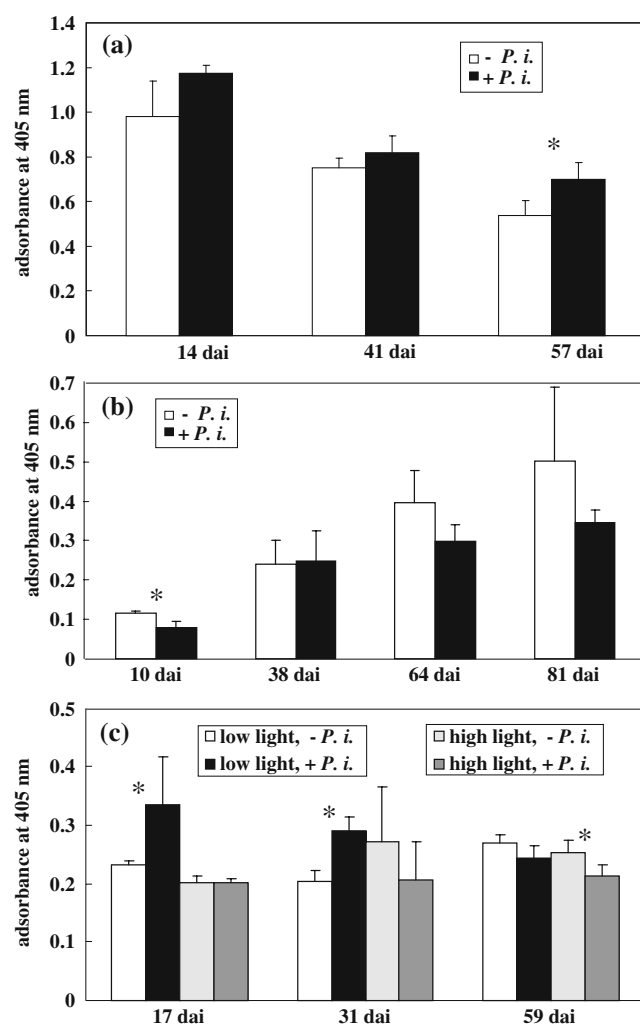 (a)
- P. i.
+ P. i.
adsorbance at 405 nm
1.4
1.2
1.0
0.8
0.6
0.4
0.2
0
*
14 dai 41 dai 57 dai
(b)
- P. i.
+ P. i.
adsorbance at 405 nm
0.7
0.6
0.5
0.4
0.3
0.2
0.1
0
*
10 dai 38 dai 64 dai 81 dai
(c)
low light, - P. i.
low light, + P. i.
high light, - P. i.
high light, + P. i.
adsorbance at 405 nm
0.5
0.4
0.3
0.2
0.1
0
* * *
17 dai 31 dai 59 dai